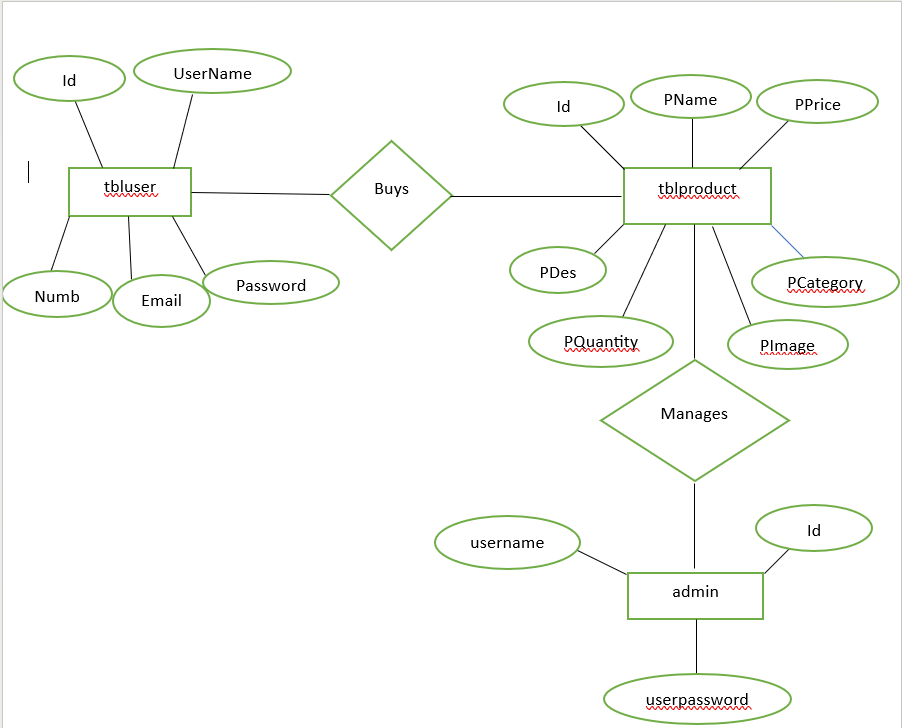 Id
UserName
Id
PName
PPrice
tbluser
Buys
tblproduct
Numb
Email
Password
PDes
PCategory
PQuantity
PImage
Manages
username
Id
admin
userpassword